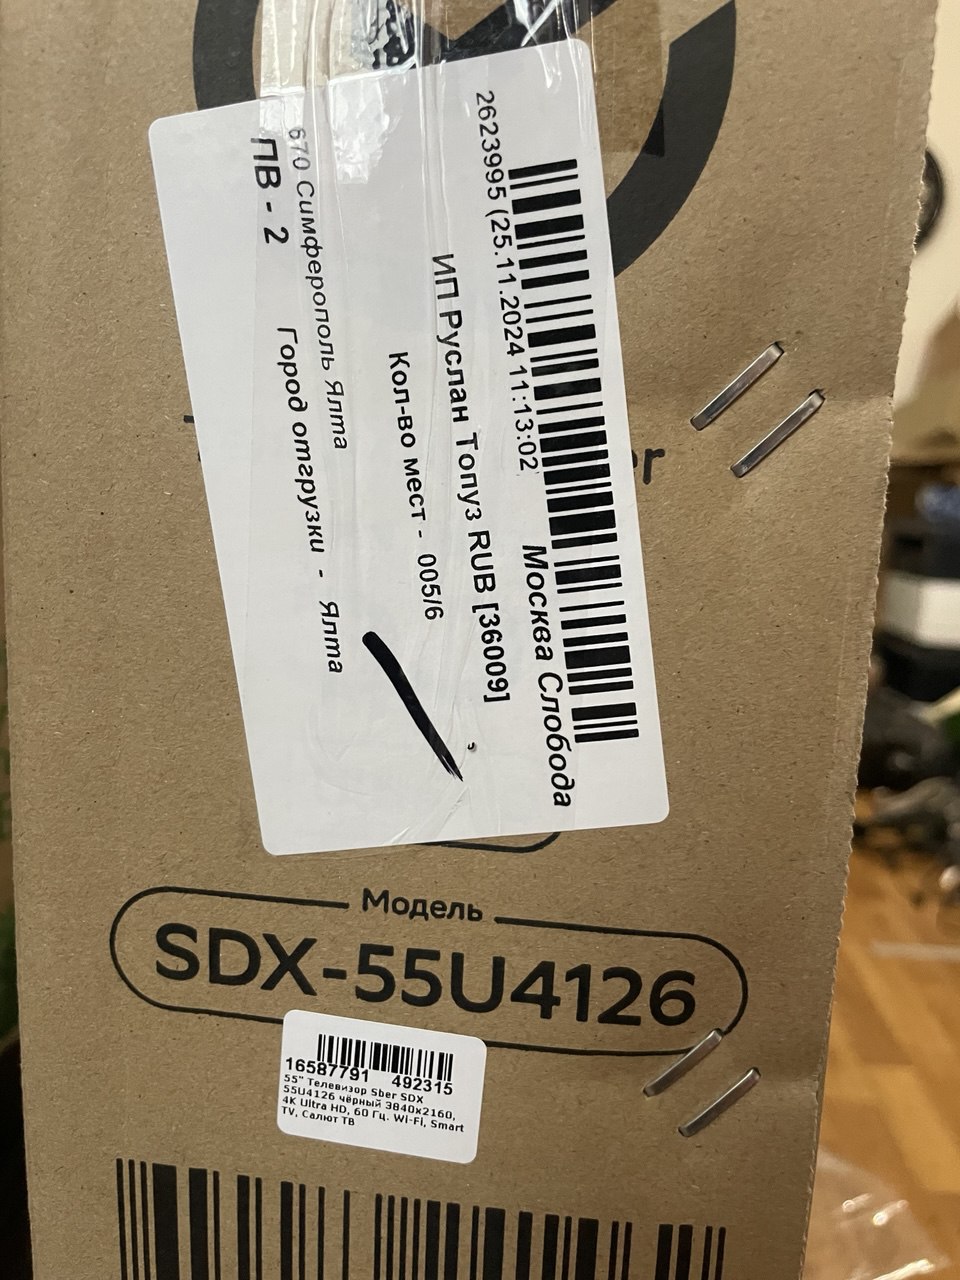 2623995 (25.11.2024 11:13:02)
Москва Слобода
ИП Руслан Топуз RUB [36009]
Кол-во мест - 005/6
670 Симферополь Ялта
Город отгрузки - Ялта
ПВ - 2
Модель
SDX-55U4126
16587791 492315
55" Телевизор Sber SDX
55U4126 чёрный 3840x2160,
4K Ultra HD, 60 Гц, Wi-Fi, Smart
TV, Салют ТВ